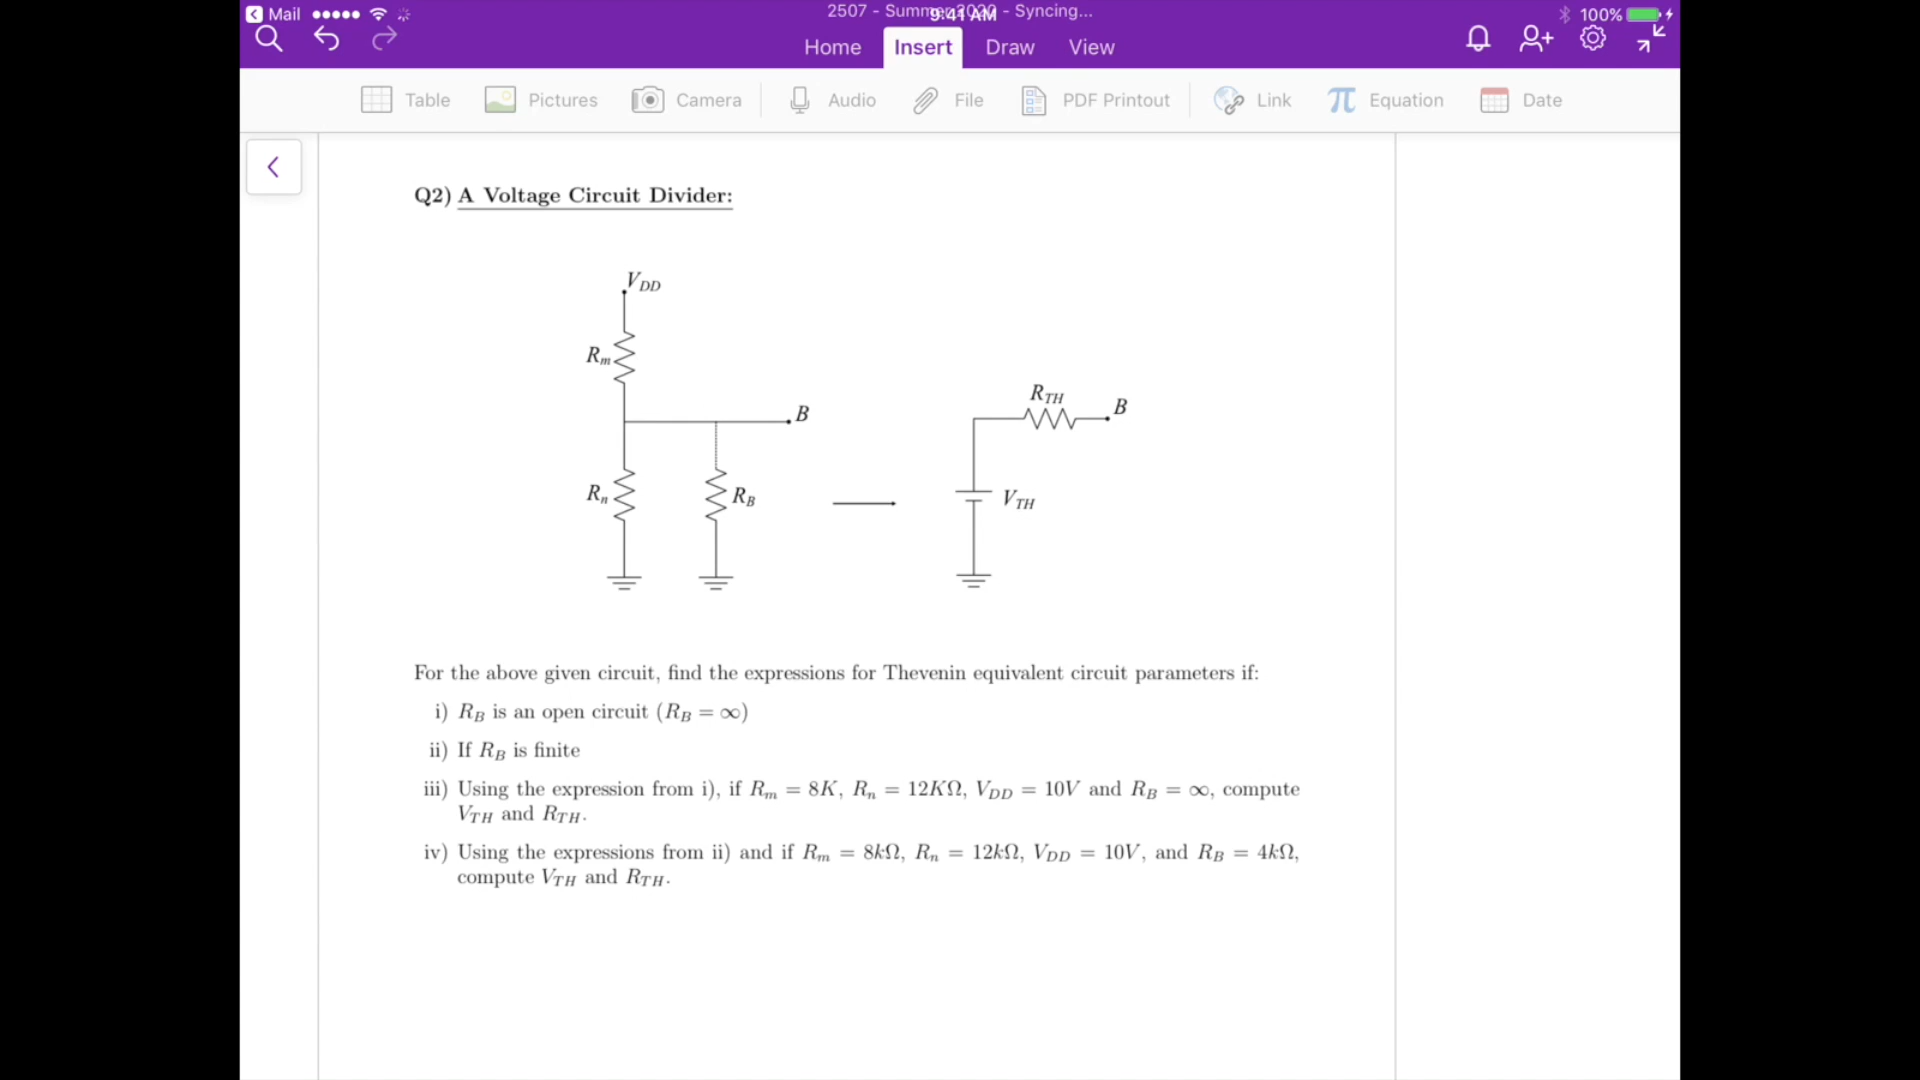 Mail
2507 - Summer 2020 - Syncing...
9:41 AM
100%
Home Insert Draw View
Table Pictures Camera Audio File PDF Printout Link Equation Date
Q2) A Voltage Circuit Divider:
V_DD
R_m
B
R_n
R_B
R_TH
B
V_TH
For the above given circuit, find the expressions for Thevenin equivalent circuit parameters if:
i) R_B is an open circuit (R_B = ∞)
ii) If R_B is finite
iii) Using the expression from i), if R_m = 8K, R_n = 12KΩ, V_DD = 10V and R_B = ∞, compute
V_TH and R_TH.
iv) Using the expressions from ii) and if R_m = 8kΩ, R_n = 12kΩ, V_DD = 10V, and R_B = 4kΩ,
compute V_TH and R_TH.